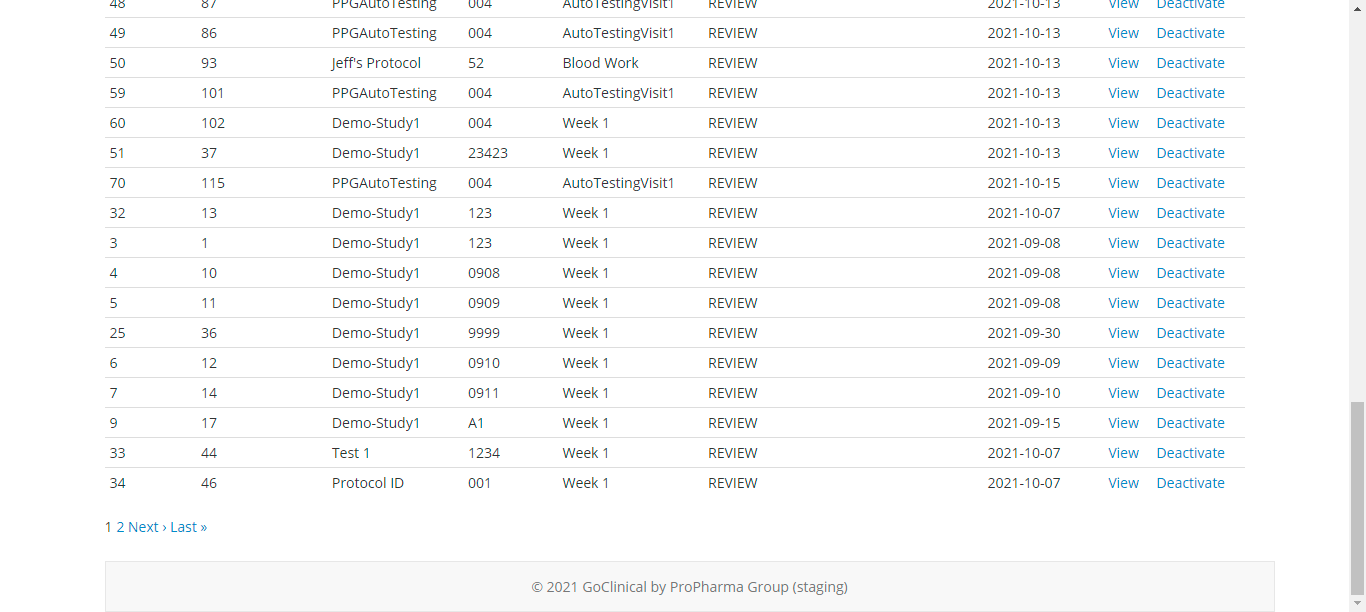 48 87 PPGAutoTesting 004 AutoTestingVisit1 REVIEW 2021-10-13 View Deactivate
49 86 PPGAutoTesting 004 AutoTestingVisit1 REVIEW 2021-10-13 View Deactivate
50 93 Jeff's Protocol 52 Blood Work REVIEW 2021-10-13 View Deactivate
59 101 PPGAutoTesting 004 AutoTestingVisit1 REVIEW 2021-10-13 View Deactivate
60 102 Demo-Study1 004 Week 1 REVIEW 2021-10-13 View Deactivate
51 37 Demo-Study1 23423 Week 1 REVIEW 2021-10-13 View Deactivate
70 115 PPGAutoTesting 004 AutoTestingVisit1 REVIEW 2021-10-15 View Deactivate
32 13 Demo-Study1 123 Week 1 REVIEW 2021-10-07 View Deactivate
3 1 Demo-Study1 123 Week 1 REVIEW 2021-09-08 View Deactivate
4 10 Demo-Study1 0908 Week 1 REVIEW 2021-09-08 View Deactivate
5 11 Demo-Study1 0909 Week 1 REVIEW 2021-09-08 View Deactivate
25 36 Demo-Study1 9999 Week 1 REVIEW 2021-09-30 View Deactivate
6 12 Demo-Study1 0910 Week 1 REVIEW 2021-09-09 View Deactivate
7 14 Demo-Study1 0911 Week 1 REVIEW 2021-09-10 View Deactivate
9 17 Demo-Study1 A1 Week 1 REVIEW 2021-09-15 View Deactivate
33 44 Test 1 1234 Week 1 REVIEW 2021-10-07 View Deactivate
34 46 Protocol ID 001 Week 1 REVIEW 2021-10-07 View Deactivate
1 2 Next › Last »
© 2021 GoClinical by ProPharma Group (staging)